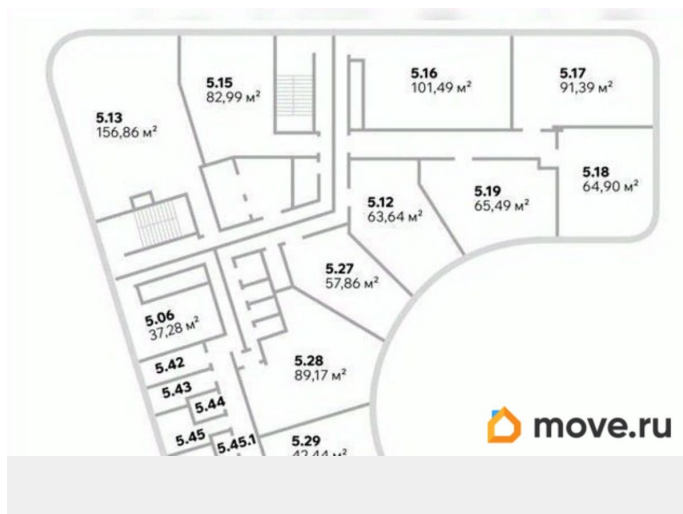 5.13
156,86 м²
5.15
82,99 м²
5.16
101,49 м²
5.17
91,39 м²
5.12
63,64 м²
5.19
65,49 м²
5.18
64,90 м²
5.27
57,86 м²
5.06
37,28 м²
5.28
89,17 м²
5.42
5.43
5.44
5.45
5.45.1
5.29
42,44 м²
move.ru